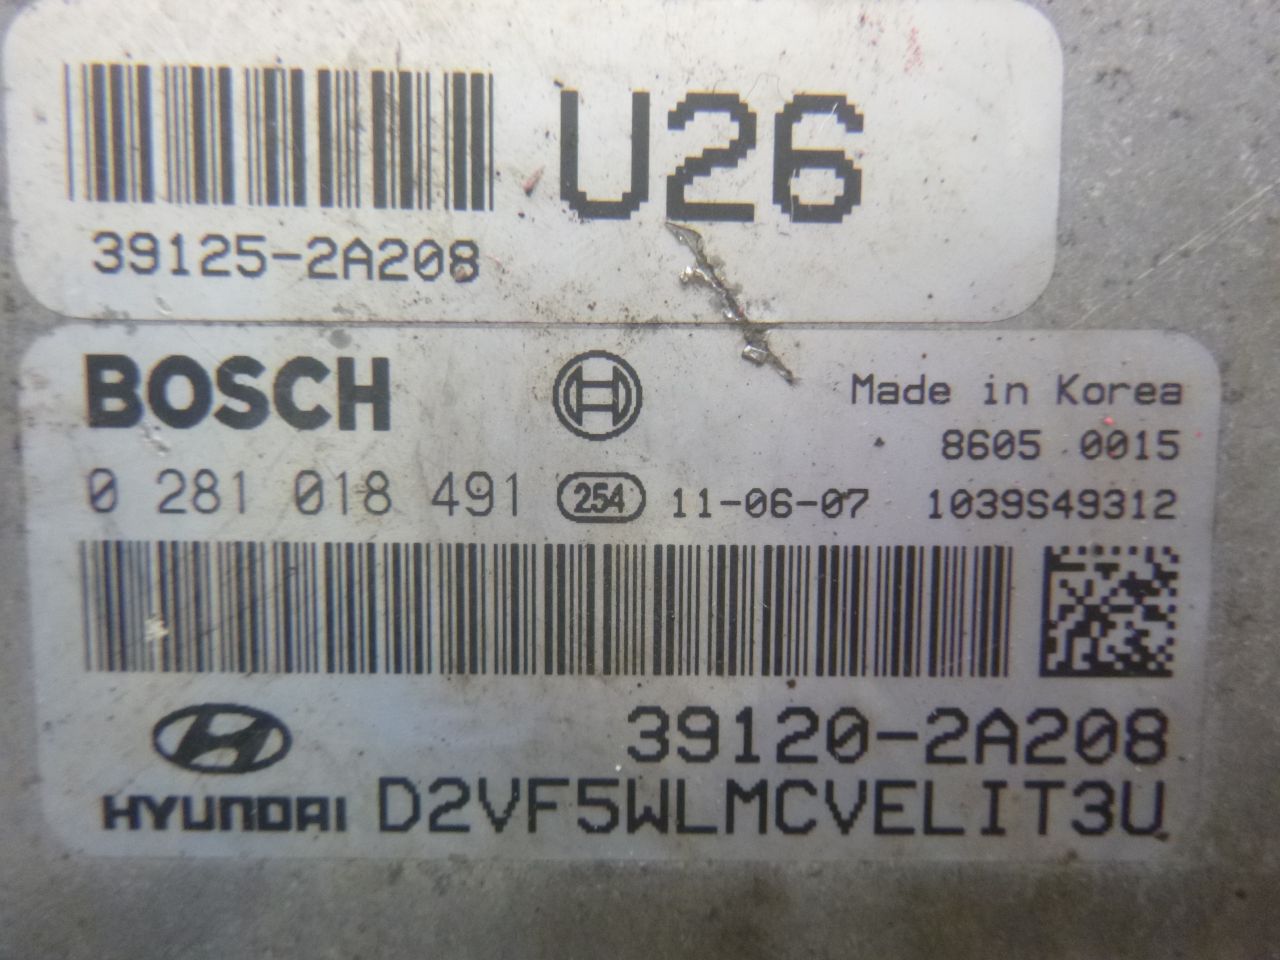 U26
39125-2A208
BOSCH
Made in Korea
8605 0015
0 281 018 491 254 11-06-07 1039S49312
39120-2A208
HYUNDAI D2VF5WLMCVELIT3U